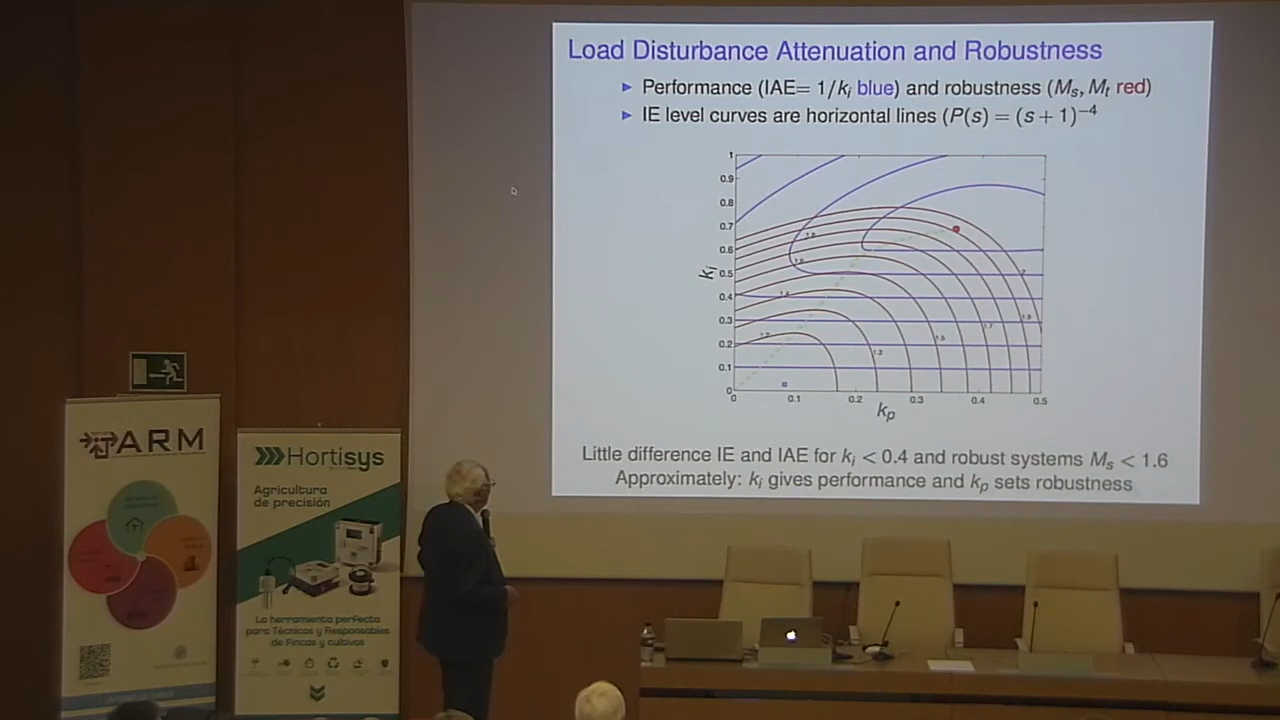 Load Disturbance Attenuation and Robustness
Performance (IAE= 1/ki blue) and robustness (Ms, Mt red)
IE level curves are horizontal lines (P(s) = (s + 1)−4
1
0.9
0.8
0.7
0.6
0.5
0.4
0.3
0.2
0.1
0
ki
0
0.1
0.2
0.3
0.4
0.5
kp
Little difference IE and IAE for ki < 0.4 and robust systems Ms < 1.6
Approximately: ki gives performance and kp sets robustness
ARM
Hortisys
Agricultura
de precisión
La herramienta perfecta
para Técnicos y Responsables
de Fincas y cultivos